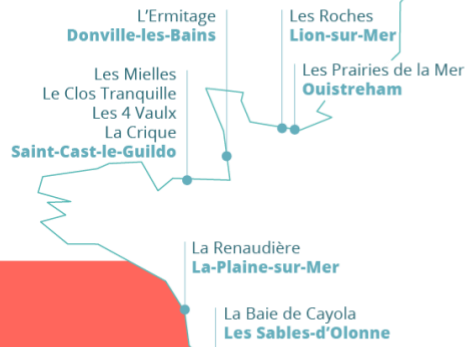 L'Ermitage
Donville-les-Bains
Les Roches
Lion-sur-Mer
Les Prairies de la Mer
Ouistreham
Les Mielles
Le Clos Tranquille
Les 4 Vaulx
La Crique
Saint-Cast-le-Guildo
La Renaudière
La-Plaine-sur-Mer
La Baie de Cayola
Les Sables-d'Olonne